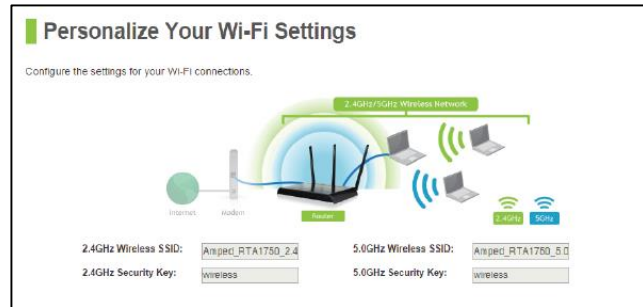 Personalize Your Wi-Fi Settings
Configure the settings for your Wi-Fi connections.
2.4GHz/5GHz Wireless Network
Internet Modem Router 2.4GHz 5GHz
2.4GHz Wireless SSID: Amped_RTA1750_2.4 5.0GHz Wireless SSID: Amped_RTA1750_5.0
2.4GHz Security Key: wireless 5.0GHz Security Key: wireless